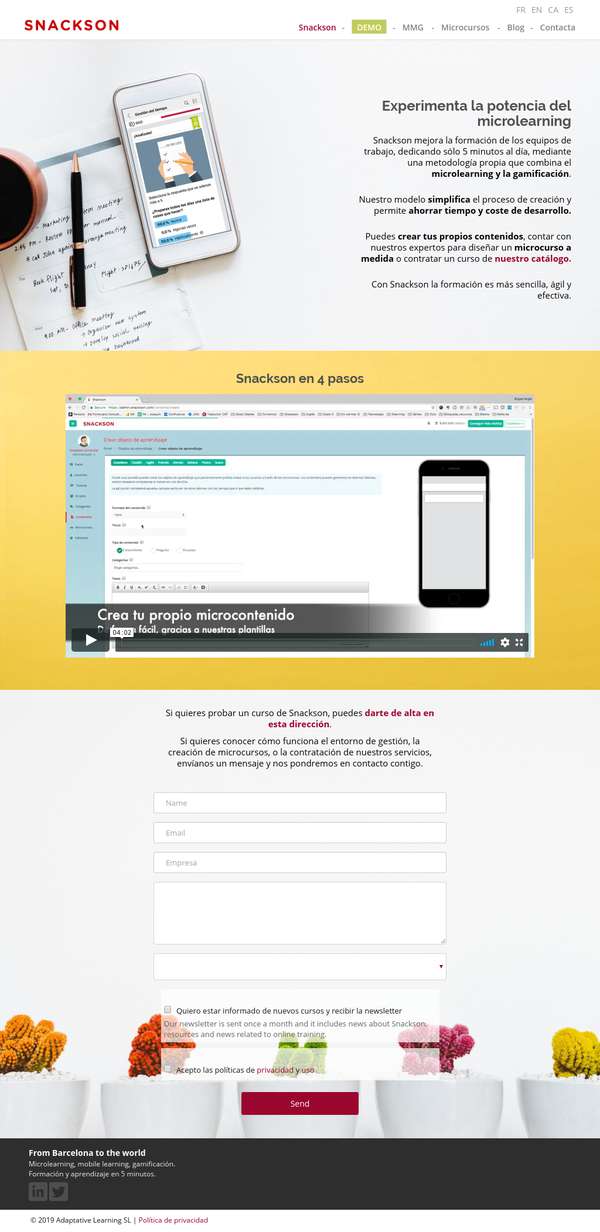 FR EN CA ES
SNACKSON
Snackson - DEMO - MMG - Microcursos - Blog - Contacta
Gestión del tiempo
Experimenta la potencia del
microlearning
Snackson mejora la formación de los equipos de
trabajo, dedicando sólo 5 minutos al día, mediante
una metodología propia que combina el
microlearning y la gamificación.
Nuestro modelo simplifica el proceso de creación y
permite ahorrar tiempo y coste de desarrollo.
Puedes crear tus propios contenidos, contar con
nuestros expertos para diseñar un microcurso a
medida o contratar un curso de nuestro catálogo.
Con Snackson la formación es más sencilla, ágil y
efectiva.
Snackson en 4 pasos
SNACKSON
Crear objeto de aprendizaje
Crea tu propio microcontenido
fácil, gracias a nuestras plantillas
04:02
Si quieres probar un curso de Snackson, puedes darte de alta en
esta dirección.
Si quieres conocer cómo funciona el entorno de gestión, la
creación de microcursos, o la contratación de nuestros servicios,
envíanos un mensaje y nos pondremos en contacto contigo.
Name
Email
Empresa
Quiero estar informado de nuevos cursos y recibir la newsletter
Our newsletter is sent once a month and it includes news about Snackson,
resources and news related to online training.
Acepto las políticas de privacidad y uso
Send
From Barcelona to the world
Microlearning, mobile learning, gamificación.
Formación y aprendizaje en 5 minutos.
© 2019 Adaptative Learning SL | Política de privacidad